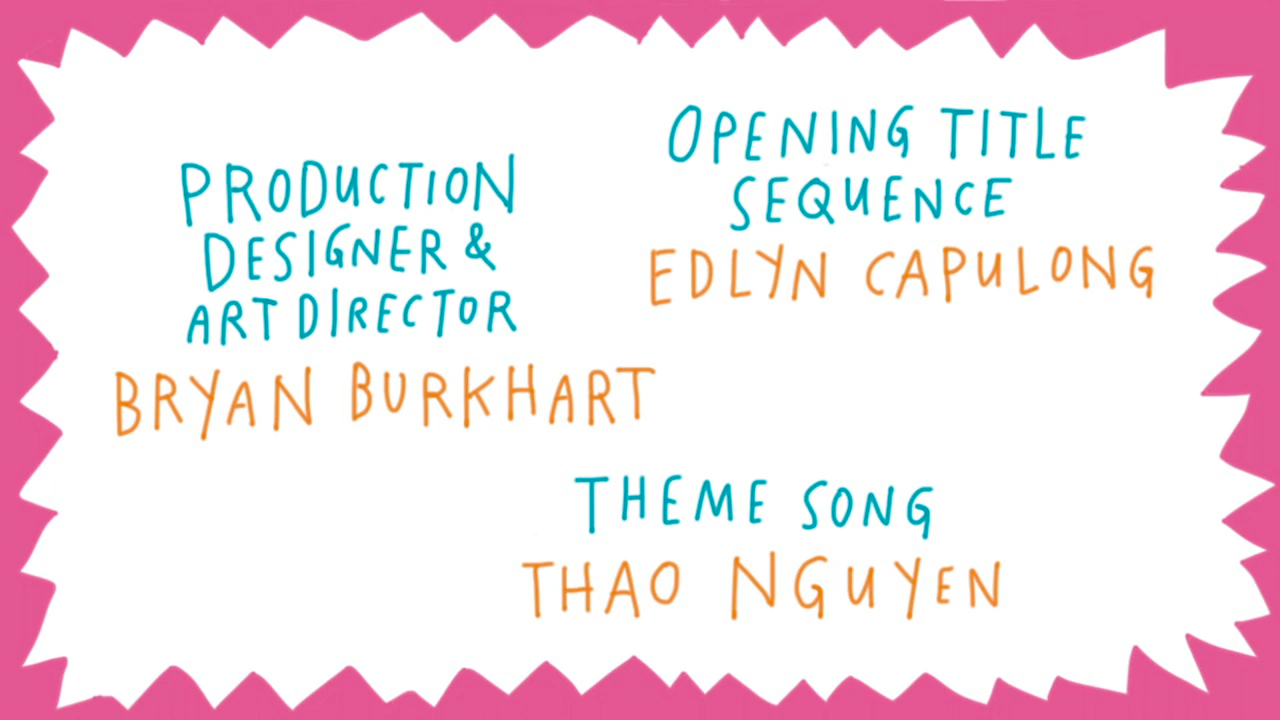 PRODUCTION
DESIGNER &
ART DIRECTOR
BRYAN BURKHART
OPENING TITLE
SEQUENCE
EDLYN CAPULONG
THEME SONG
THAO NGUYEN